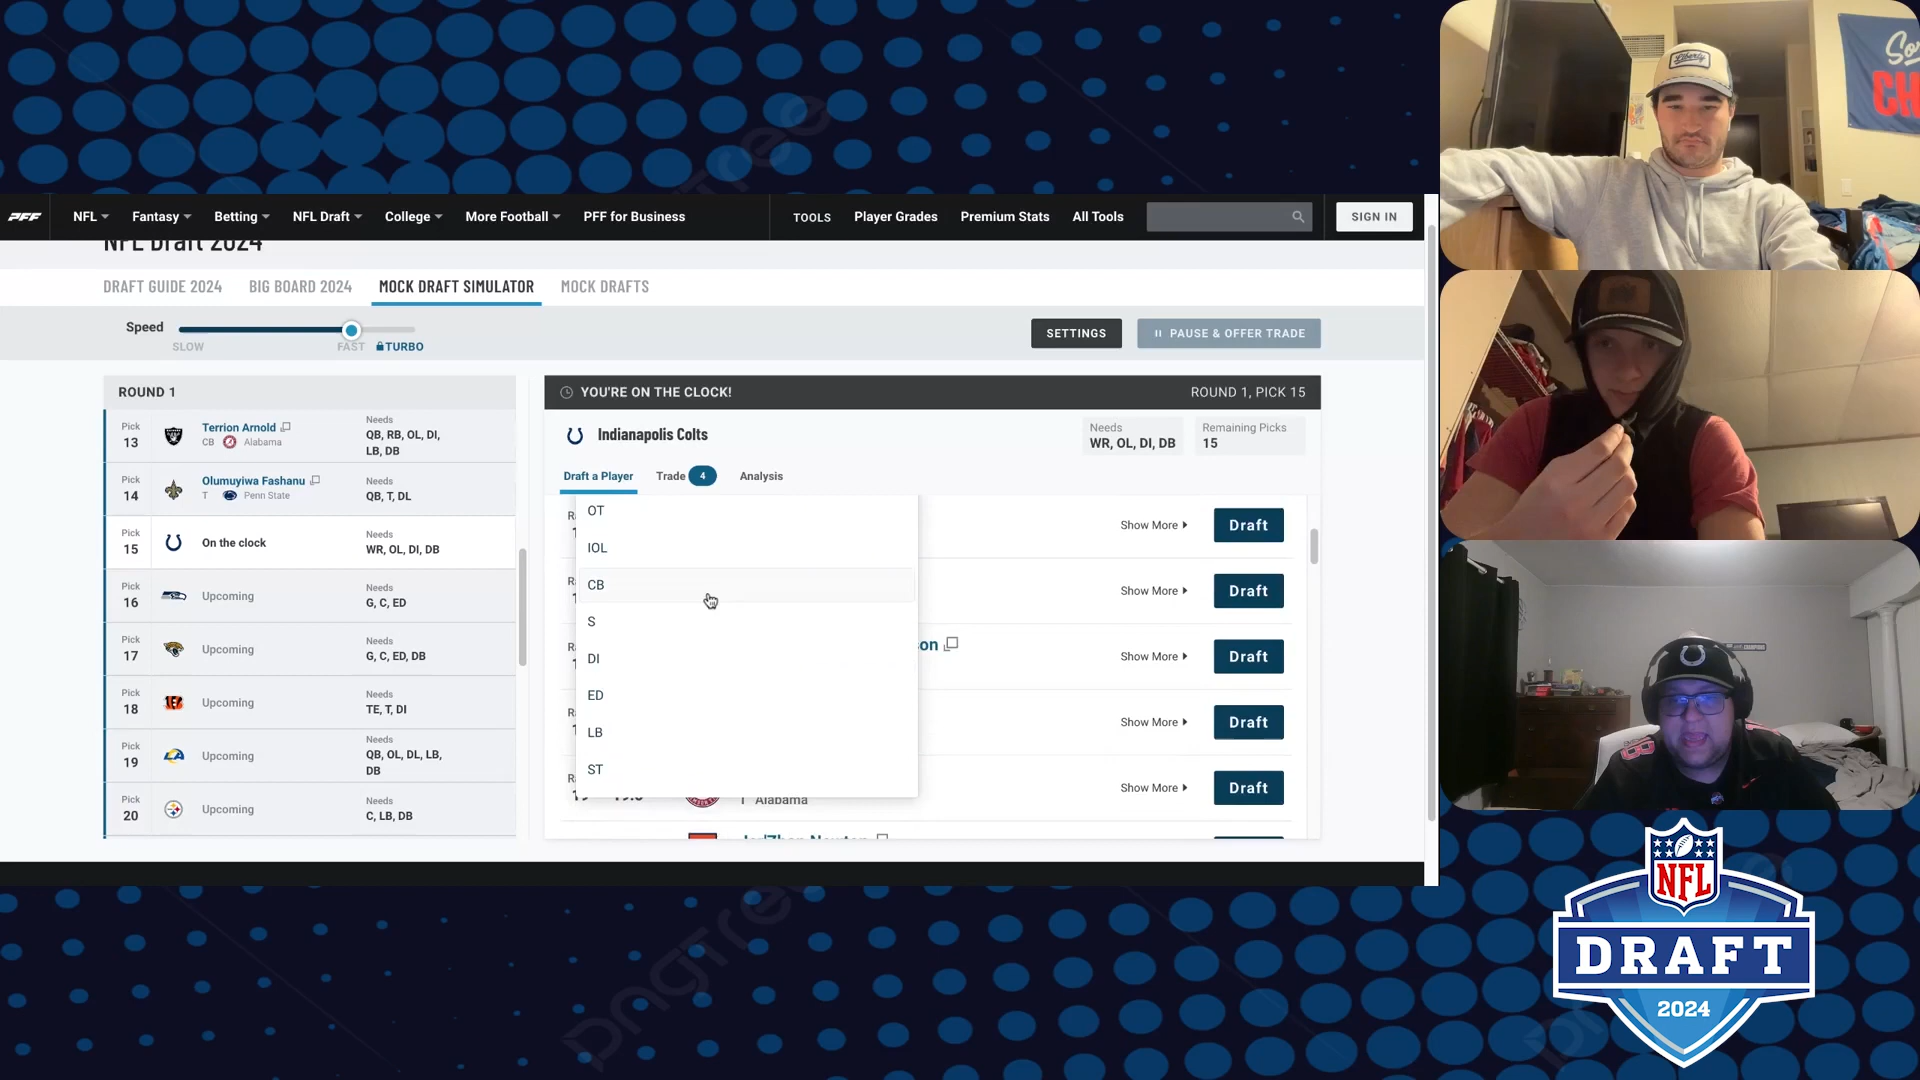 PFF
NFL
Fantasy
Betting
NFL Draft
College
More Football
PFF for Business
TOOLS
Player Grades
Premium Stats
All Tools
SIGN IN
NFL Draft 2024
DRAFT GUIDE 2024
BIG BOARD 2024
MOCK DRAFT SIMULATOR
MOCK DRAFTS
Speed
SLOW
FAST
TURBO
SETTINGS
PAUSE & OFFER TRADE
ROUND 1
Pick 13
Terrion Arnold
CB Alabama
Needs
QB, RB, OL, DI,
LB, DB
Pick 14
Olumuyiwa Fashanu
T Penn State
Needs
QB, T, DL
Pick 15
On the clock
Needs
WR, OL, DI, DB
Pick 16
Upcoming
Needs
G, C, ED
Pick 17
Upcoming
Needs
G, C, ED, DB
Pick 18
Upcoming
Needs
TE, T, DI
Pick 19
Upcoming
Needs
QB, OL, DL, LB,
DB
Pick 20
Upcoming
Needs
C, LB, DB
YOU'RE ON THE CLOCK!
ROUND 1, PICK 15
Indianapolis Colts
Needs
WR, OL, DI, DB
Remaining Picks
15
Draft a Player
Trade 4
Analysis
OT
IOL
CB
S
DI
ED
LB
ST
Show More
Draft
Show More
Draft
on
Show More
Draft
Show More
Draft
Show More
Draft
Alabama
Liberty
NFL
DRAFT
2024
pngtree